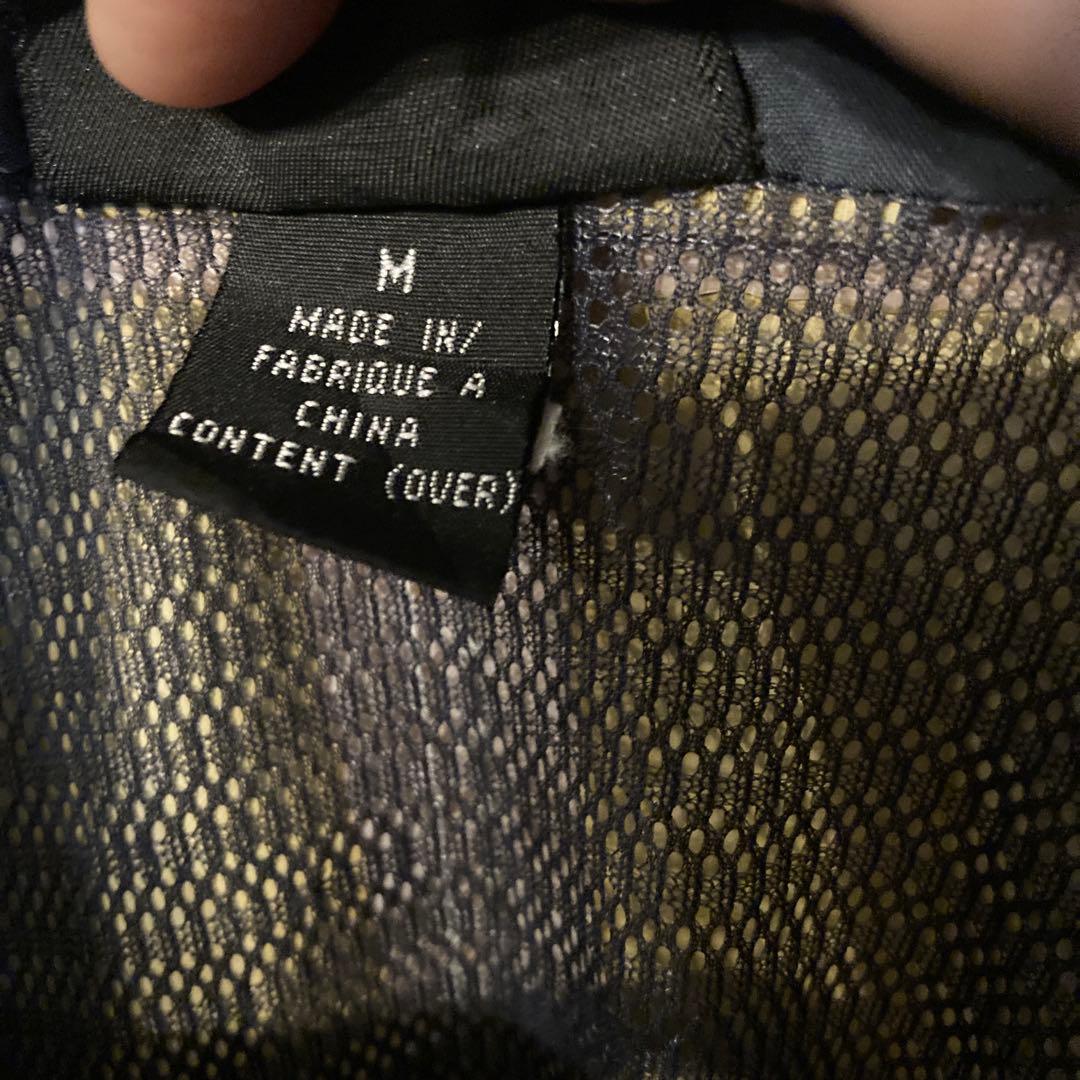 M
MADE IN/
FABRIQUE A
CHINA
CONTENT (OVER)